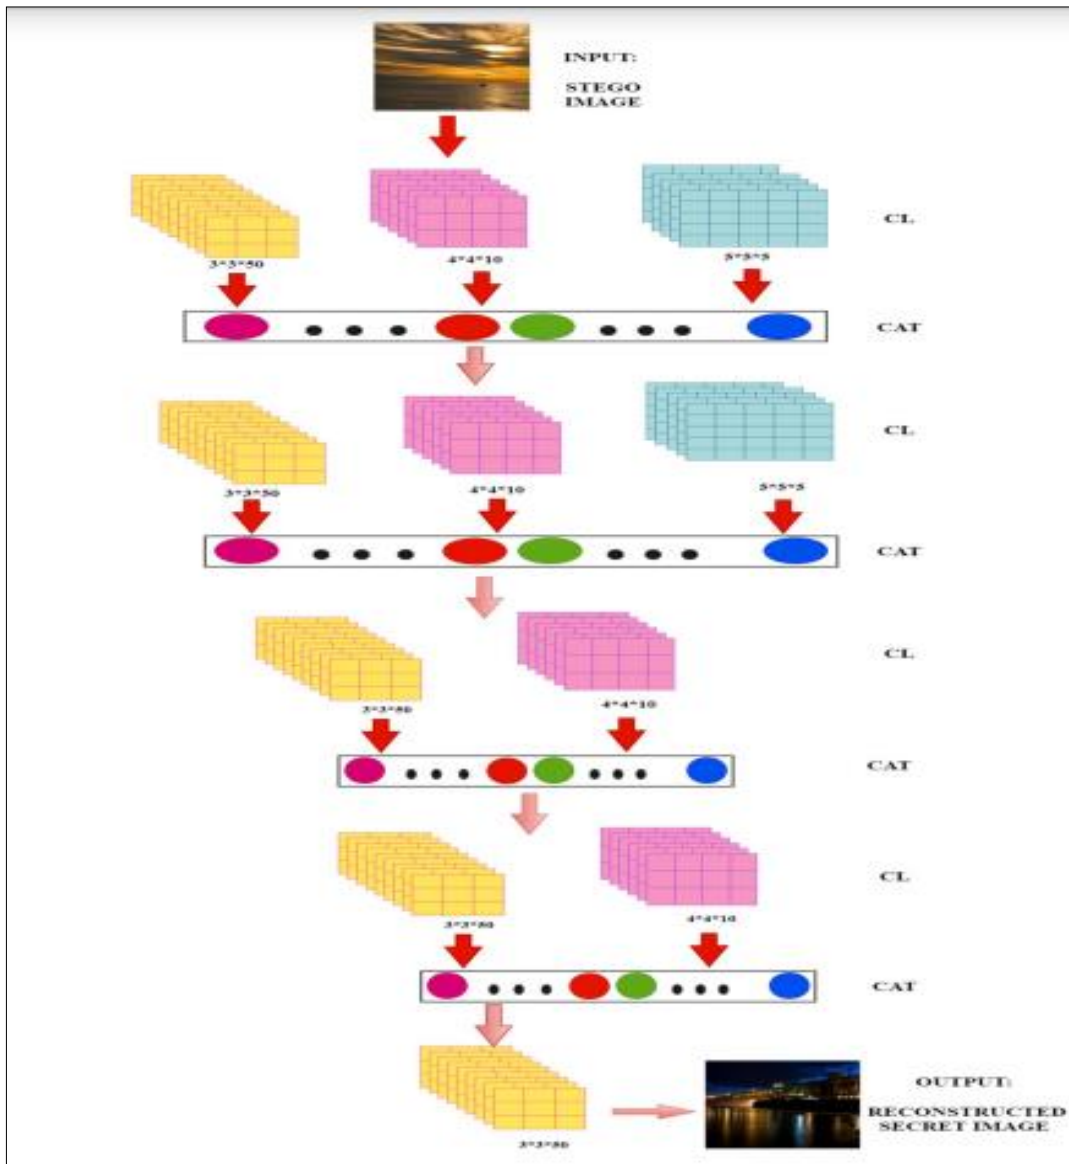 INPUT:
STEGO
IMAGE
CL
3*3*50
4*4*10
5*5*5
CAT
CL
3*3*50
4*4*10
5*5*5
CAT
CL
3*3*50
4*4*10
CAT
CL
3*3*50
4*4*10
CAT
OUTPUT:
RECONSTRUCTED
SECRET IMAGE
3*3*50